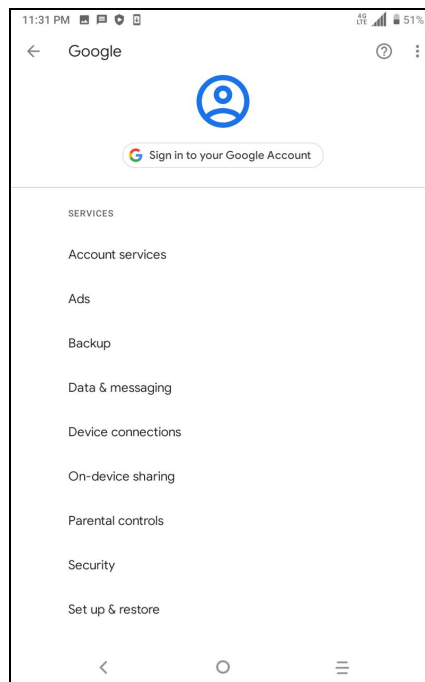 11:31 PM 4G LTE 51%
Google
Sign in to your Google Account
SERVICES
Account services
Ads
Backup
Data & messaging
Device connections
On-device sharing
Parental controls
Security
Set up & restore